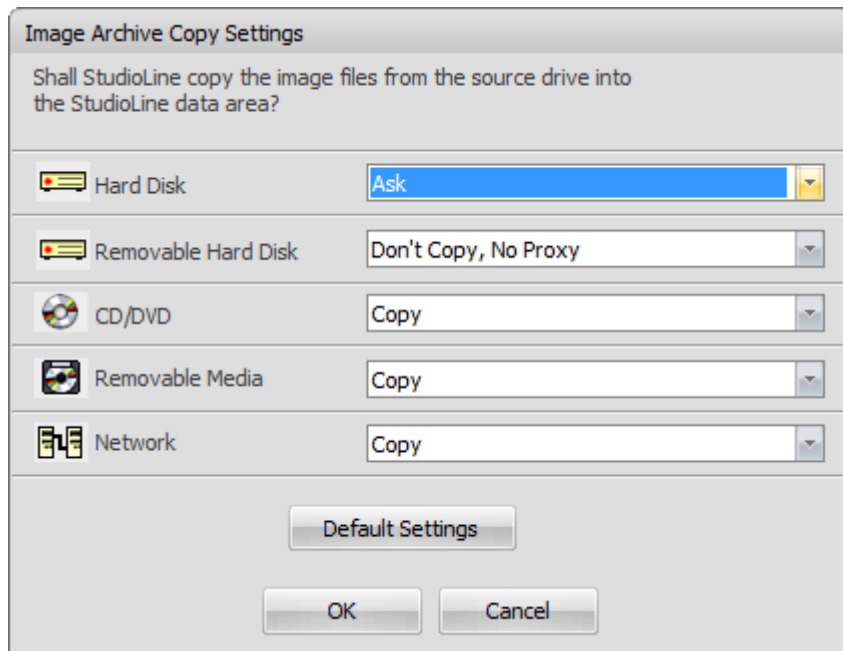 Image Archive Copy Settings
Shall StudioLine copy the image files from the source drive into
the StudioLine data area?
Hard Disk
Ask
Removable Hard Disk
Don't Copy, No Proxy
CD/DVD
Copy
Removable Media
Copy
Network
Copy
Default Settings
OK
Cancel